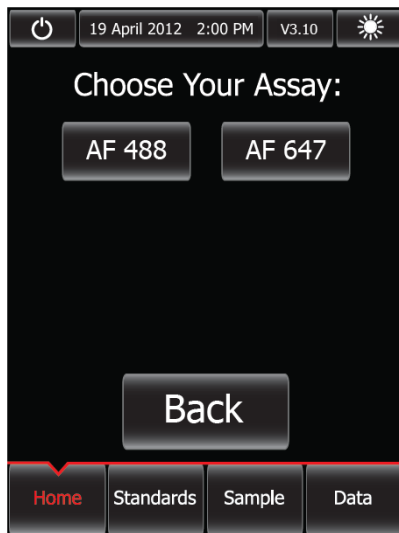 19 April 2012 2:00 PM V3.10
Choose Your Assay:
AF 488 AF 647
Back
Home Standards Sample Data